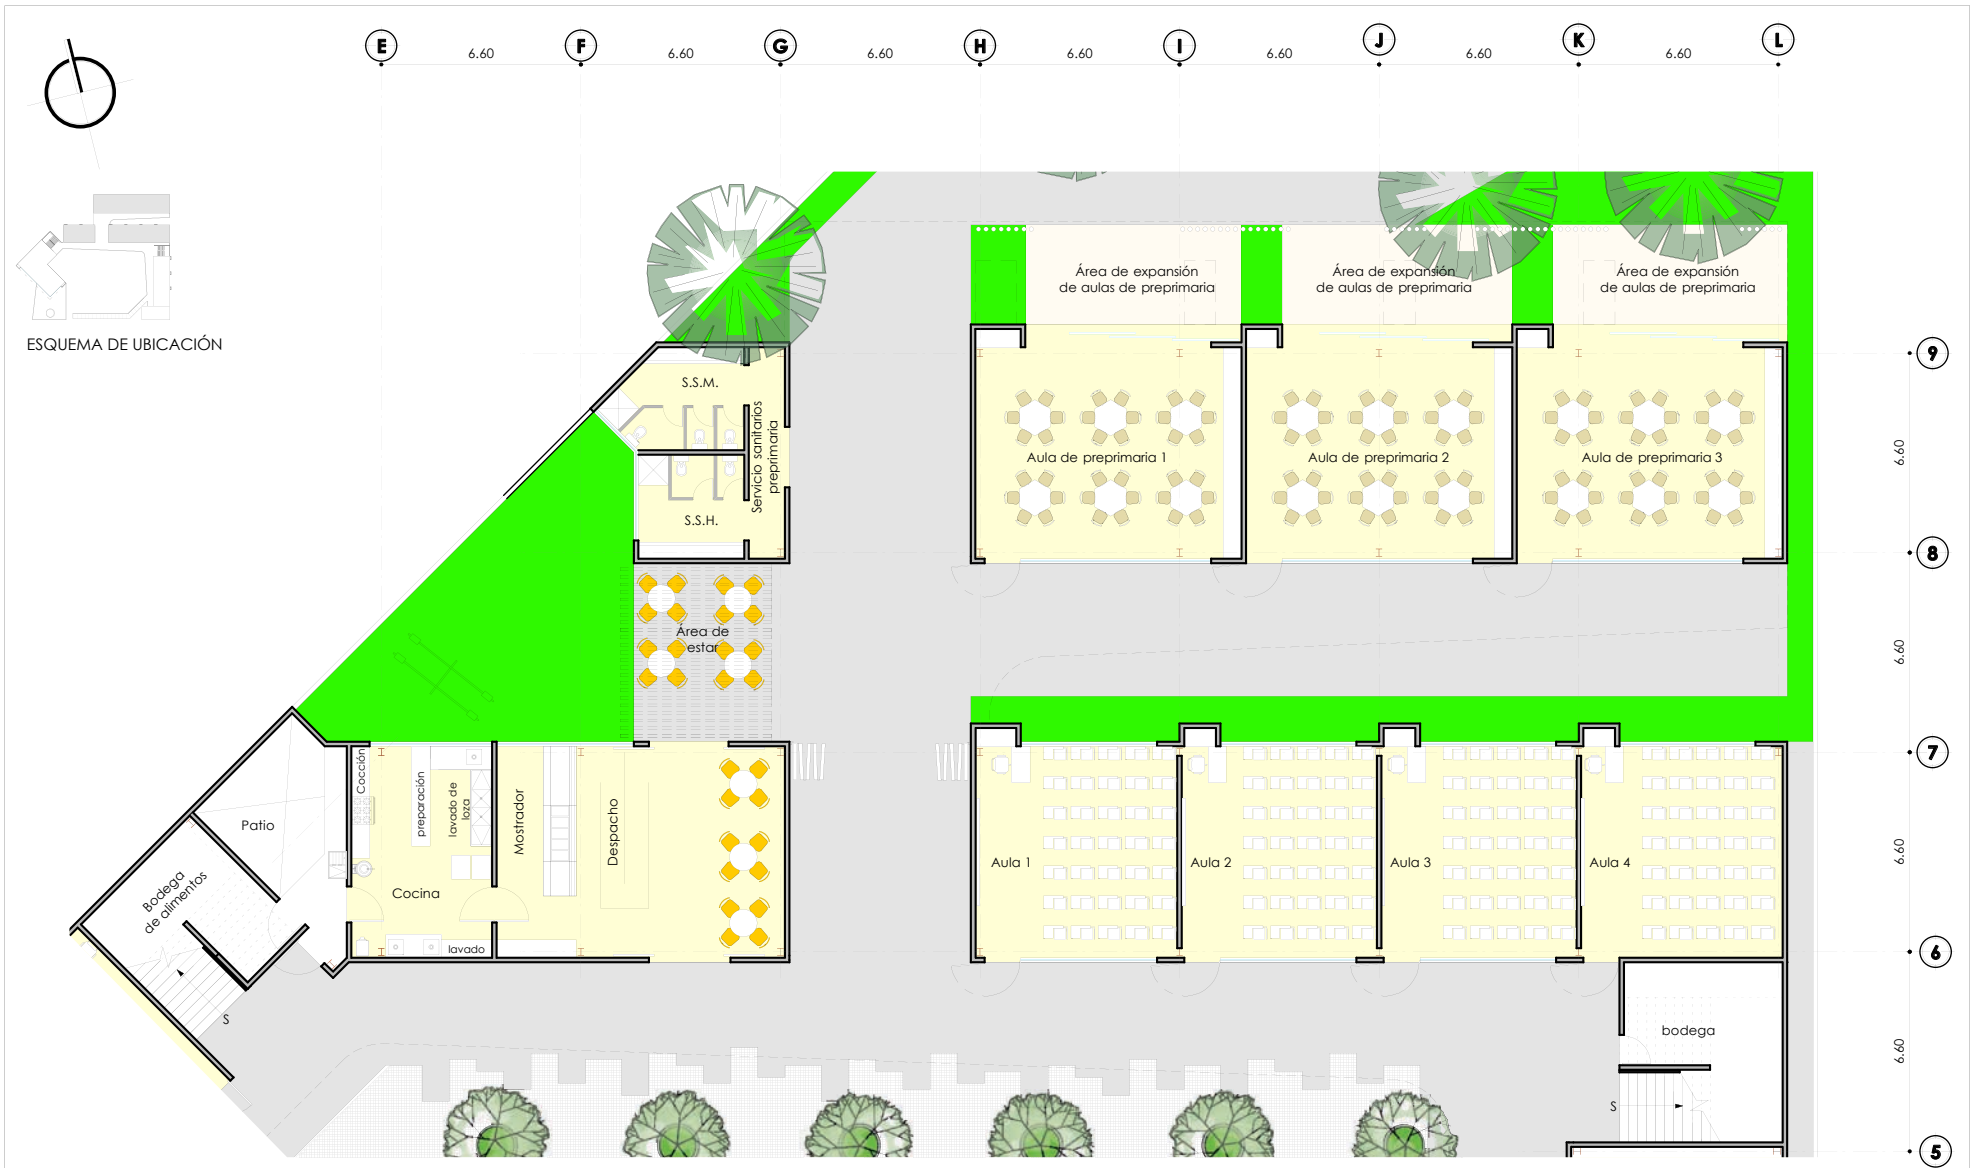 E F G H I J K L
6.60 6.60 6.60 6.60 6.60 6.60 6.60
ESQUEMA DE UBICACIÓN
Área de expansión
de aulas de preprimaria
Área de expansión
de aulas de preprimaria
Área de expansión
de aulas de preprimaria
9
S.S.M.
Servicio sanitarios
preprimaria
S.S.H.
Aula de preprimaria 1
Aula de preprimaria 2
Aula de preprimaria 3
6.60
8
Área de
estar
6.60
7
Cocción
preparación
lavado de
loza
Mostrador
Despacho
Patio
Bodega
de alimentos
Cocina
lavado
Aula 1
Aula 2
Aula 3
Aula 4
6.60
6
S
bodega
6.60
S
5